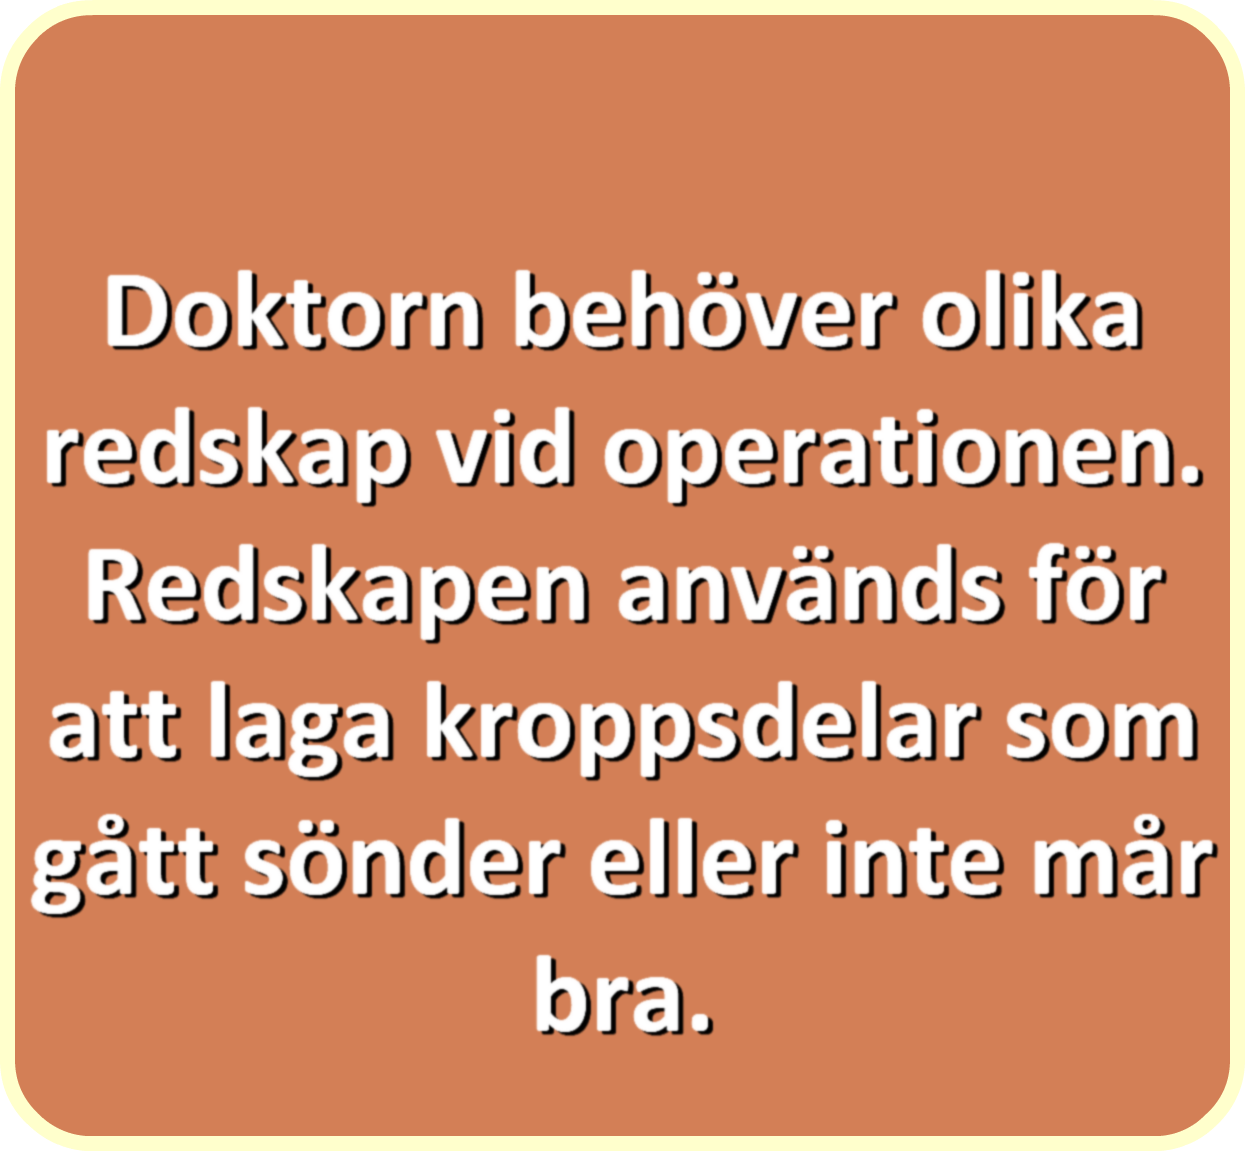 Doktorn behöver olika
redskap vid operationen.
Redskapen används för
att laga kroppsdelar som
gått sönder eller inte mår
bra.